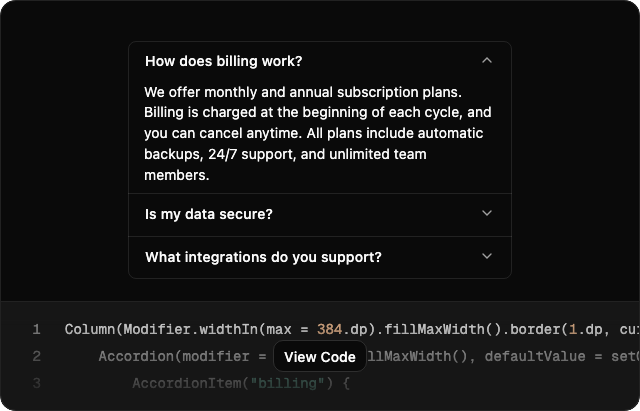 How does billing work?
We offer monthly and annual subscription plans.
Billing is charged at the beginning of each cycle, and
you can cancel anytime. All plans include automatic
backups, 24/7 support, and unlimited team
members.
Is my data secure?
What integrations do you support?
1 Column(Modifier.widthIn(max = 384.dp).fillMaxWidth().border(1.dp,
2 Accordion(modifier = llMaxWidth(), defaultValue =
View Code
3 AccordionItem("billing") {